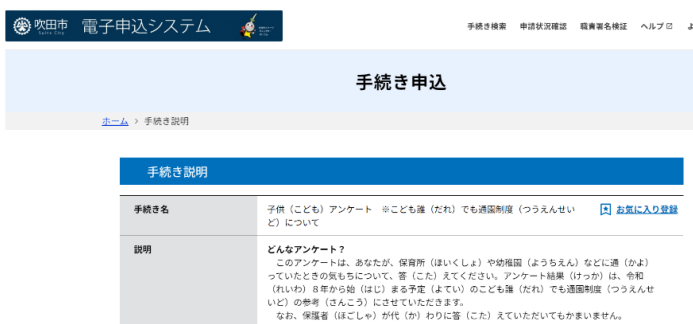 吹田市 電子申込システム
Suita City
手続き検索 申請状況確認 職責署名検証 ヘルプ よ
手続き申込
ホーム > 手続き説明
手続き説明
手続き名
子供（こども）アンケート ※こども誰（だれ）でも通園制度（つうえんせい
ど）について
お気に入り登録
説明
どんなアンケート？
このアンケートは、あなたが、保育所（ほいくしょ）や幼稚園（ようちえん）などに通（かよ）
っていたときの気もちについて、答（こた）えてください。アンケート結果（けっか）は、令和
（れいわ）８年から始（はじ）まる予定（よてい）のこども誰（だれ）でも通園制度（つうえんせ
いど）の参考（さんこう）にさせていただきます。
なお、保護者（ほごしゃ）が代（か）わりに答（こた）えていただいてもかまいません。